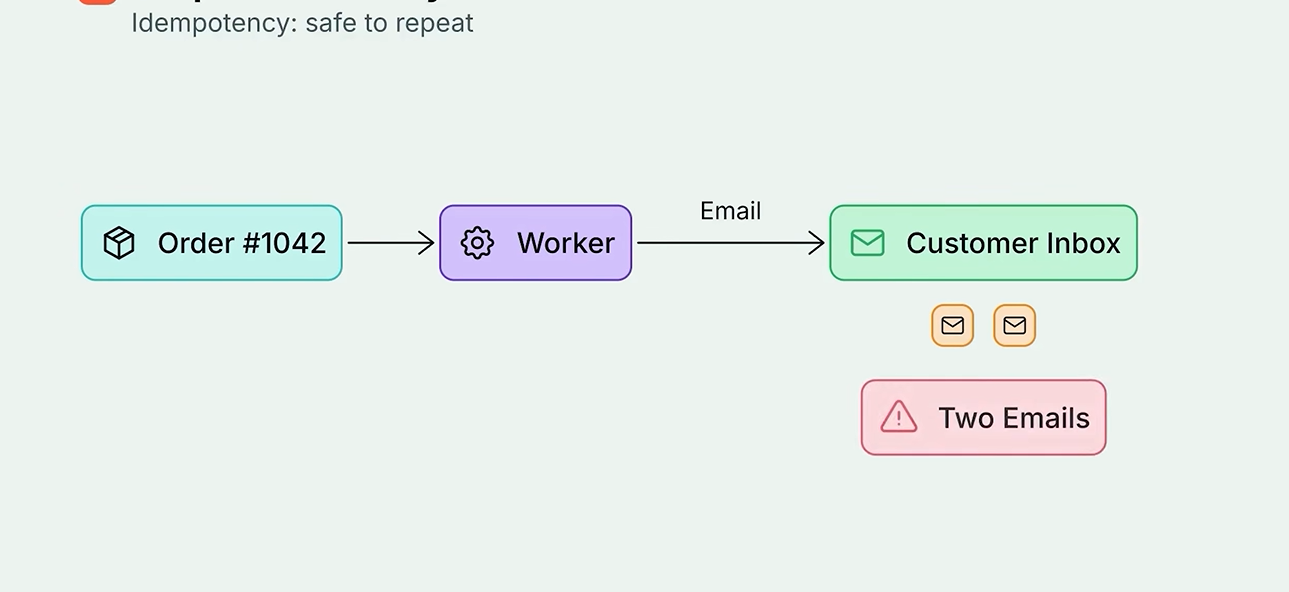 Idempotency: safe to repeat
Email
Order #1042
Worker
Customer Inbox
Two Emails